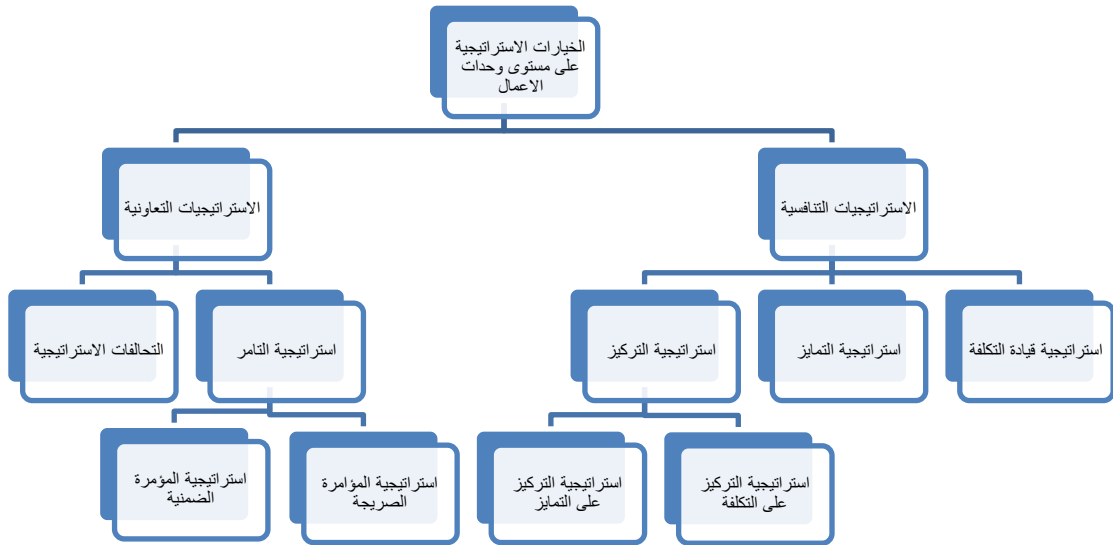 الخيارات الاستراتيجية
على مستوى وحدات
الاعمال
الاستراتيجيات التنافسية
الاستراتيجيات التعاونية
استراتيجية قيادة التكلفة
استراتيجية التمايز
استراتيجية التركيز
استراتيجية التامر
التحالفات الاستراتيجية
استراتيجية التركيز
على التكلفة
استراتيجية التركيز
على التمايز
استراتيجية المؤامرة
الصريجة
استراتيجية المؤمرة
الضمنية